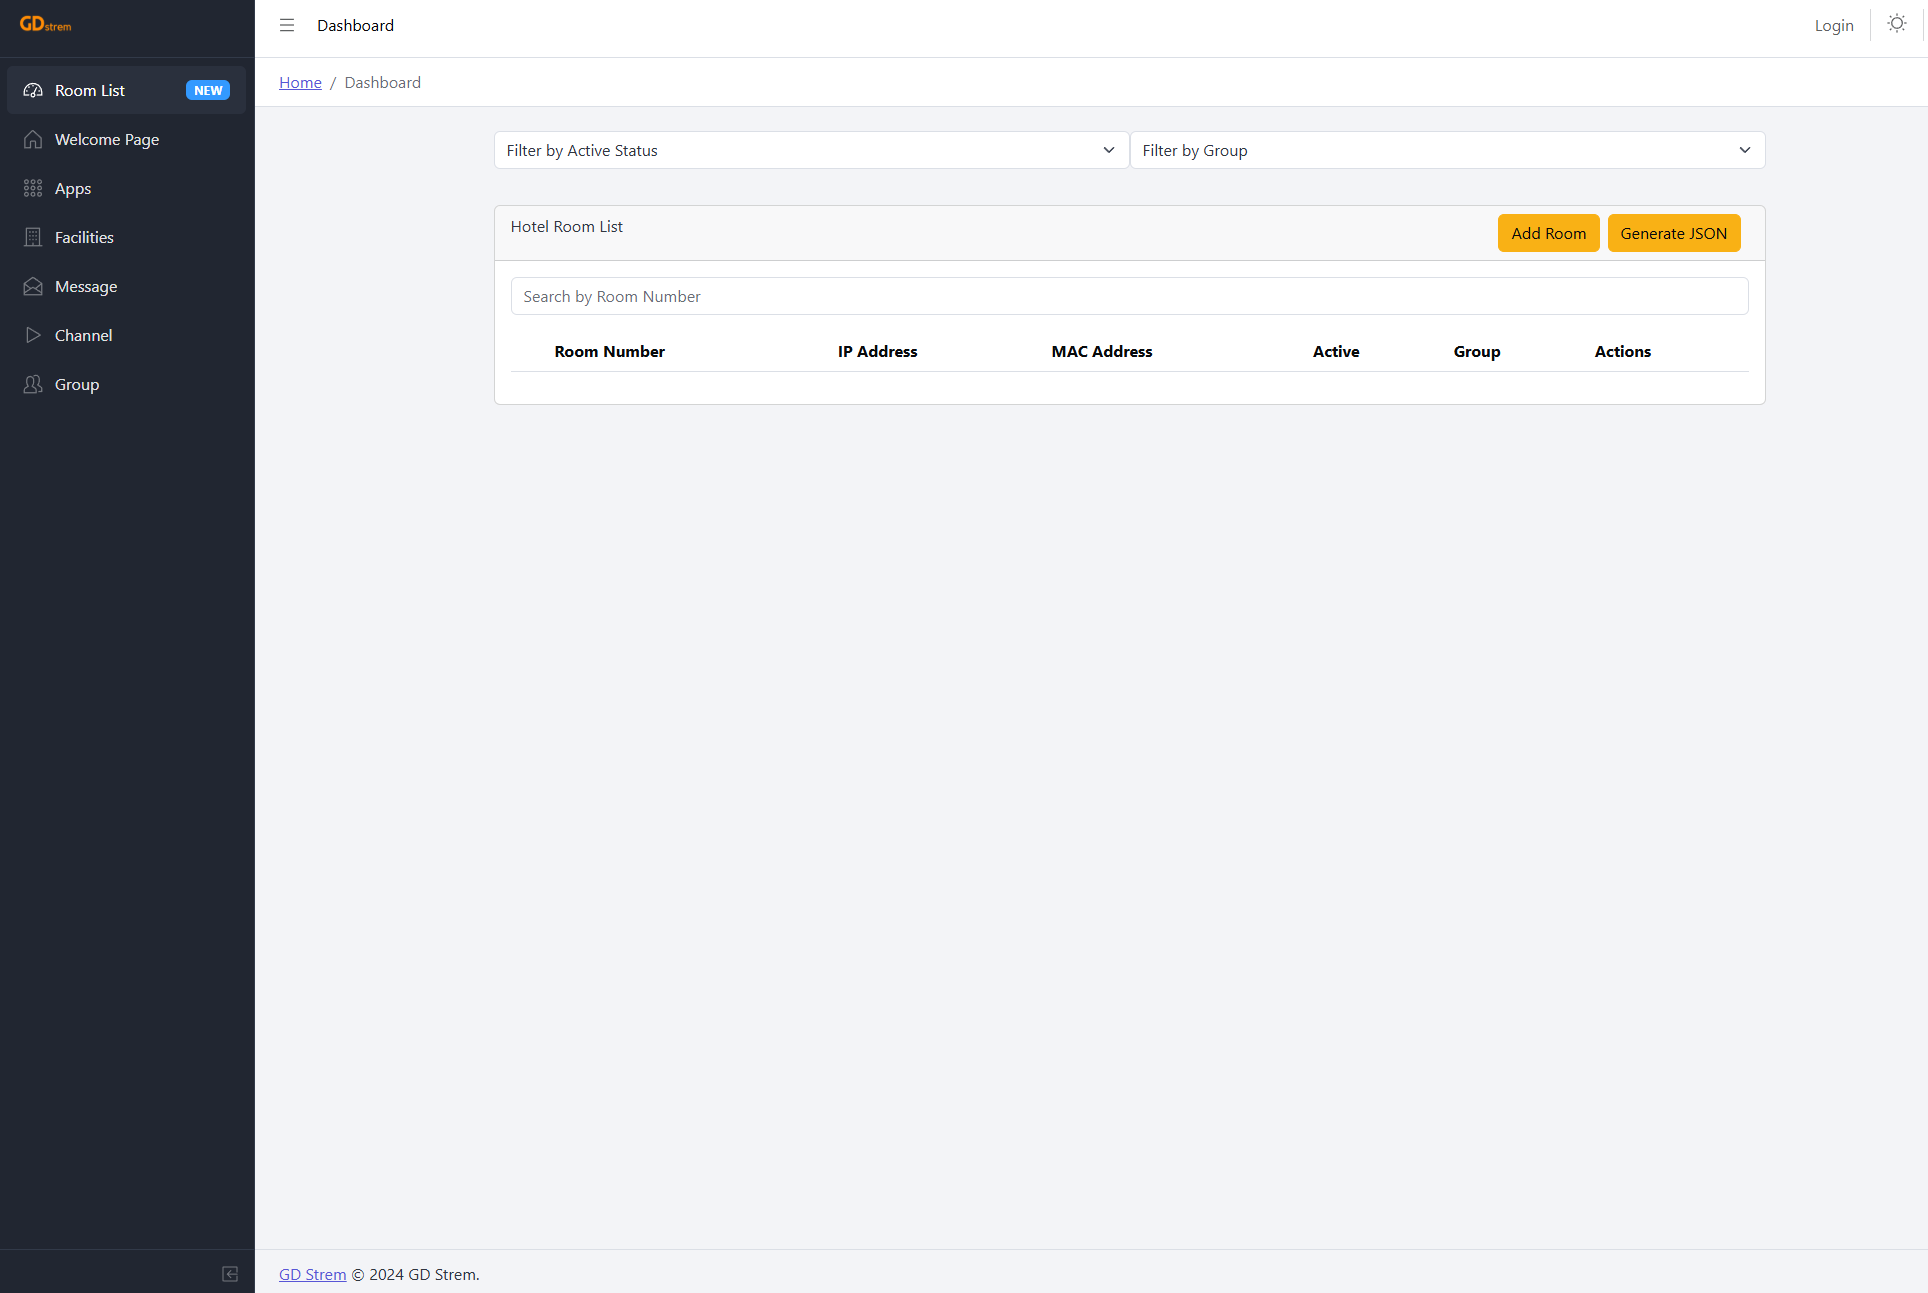 GDstrem
Dashboard
Login
Room List NEW
Home / Dashboard
Welcome Page
Filter by Active Status
Filter by Group
Apps
Facilities
Hotel Room List
Add Room
Generate JSON
Message
Search by Room Number
Channel
Room Number IP Address MAC Address Active Group Actions
Group
GD Strem © 2024 GD Strem.